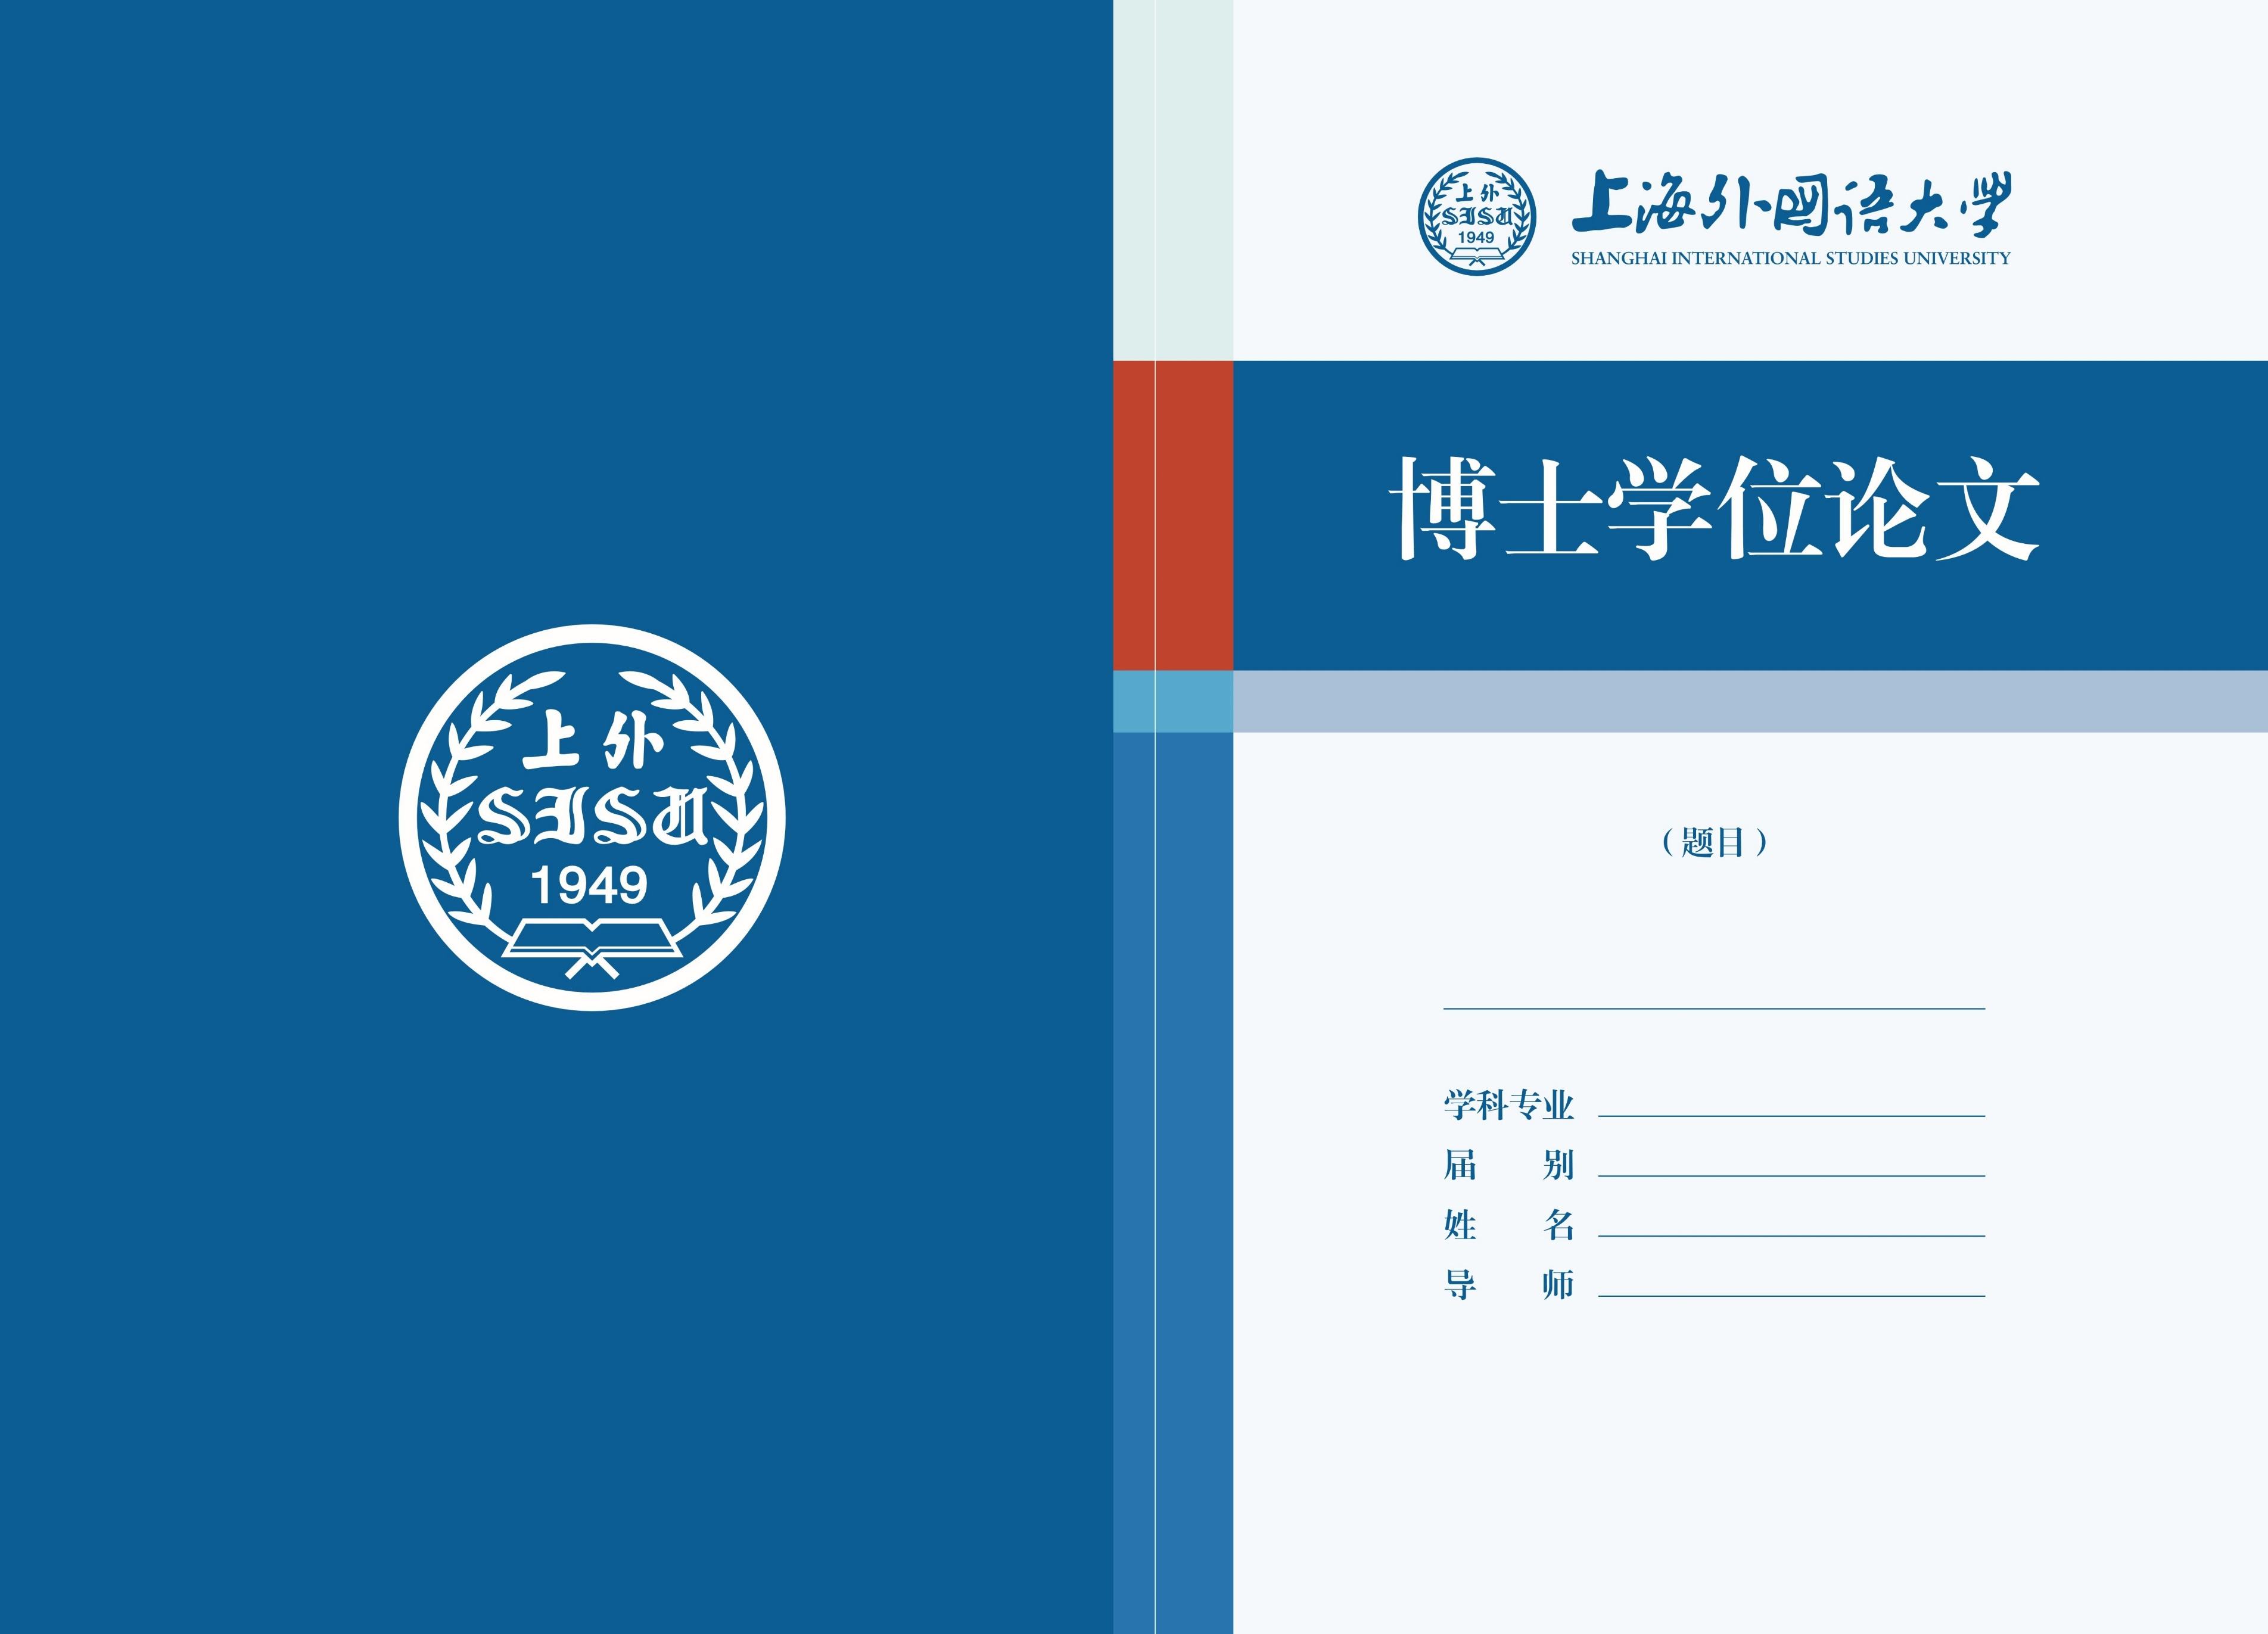 上外
SISU
1949
上外
SISU
1949
上海外国语大学
SHANGHAI INTERNATIONAL STUDIES UNIVERSITY
博士学位论文
（题目）
学科专业
届 别
姓 名
导 师